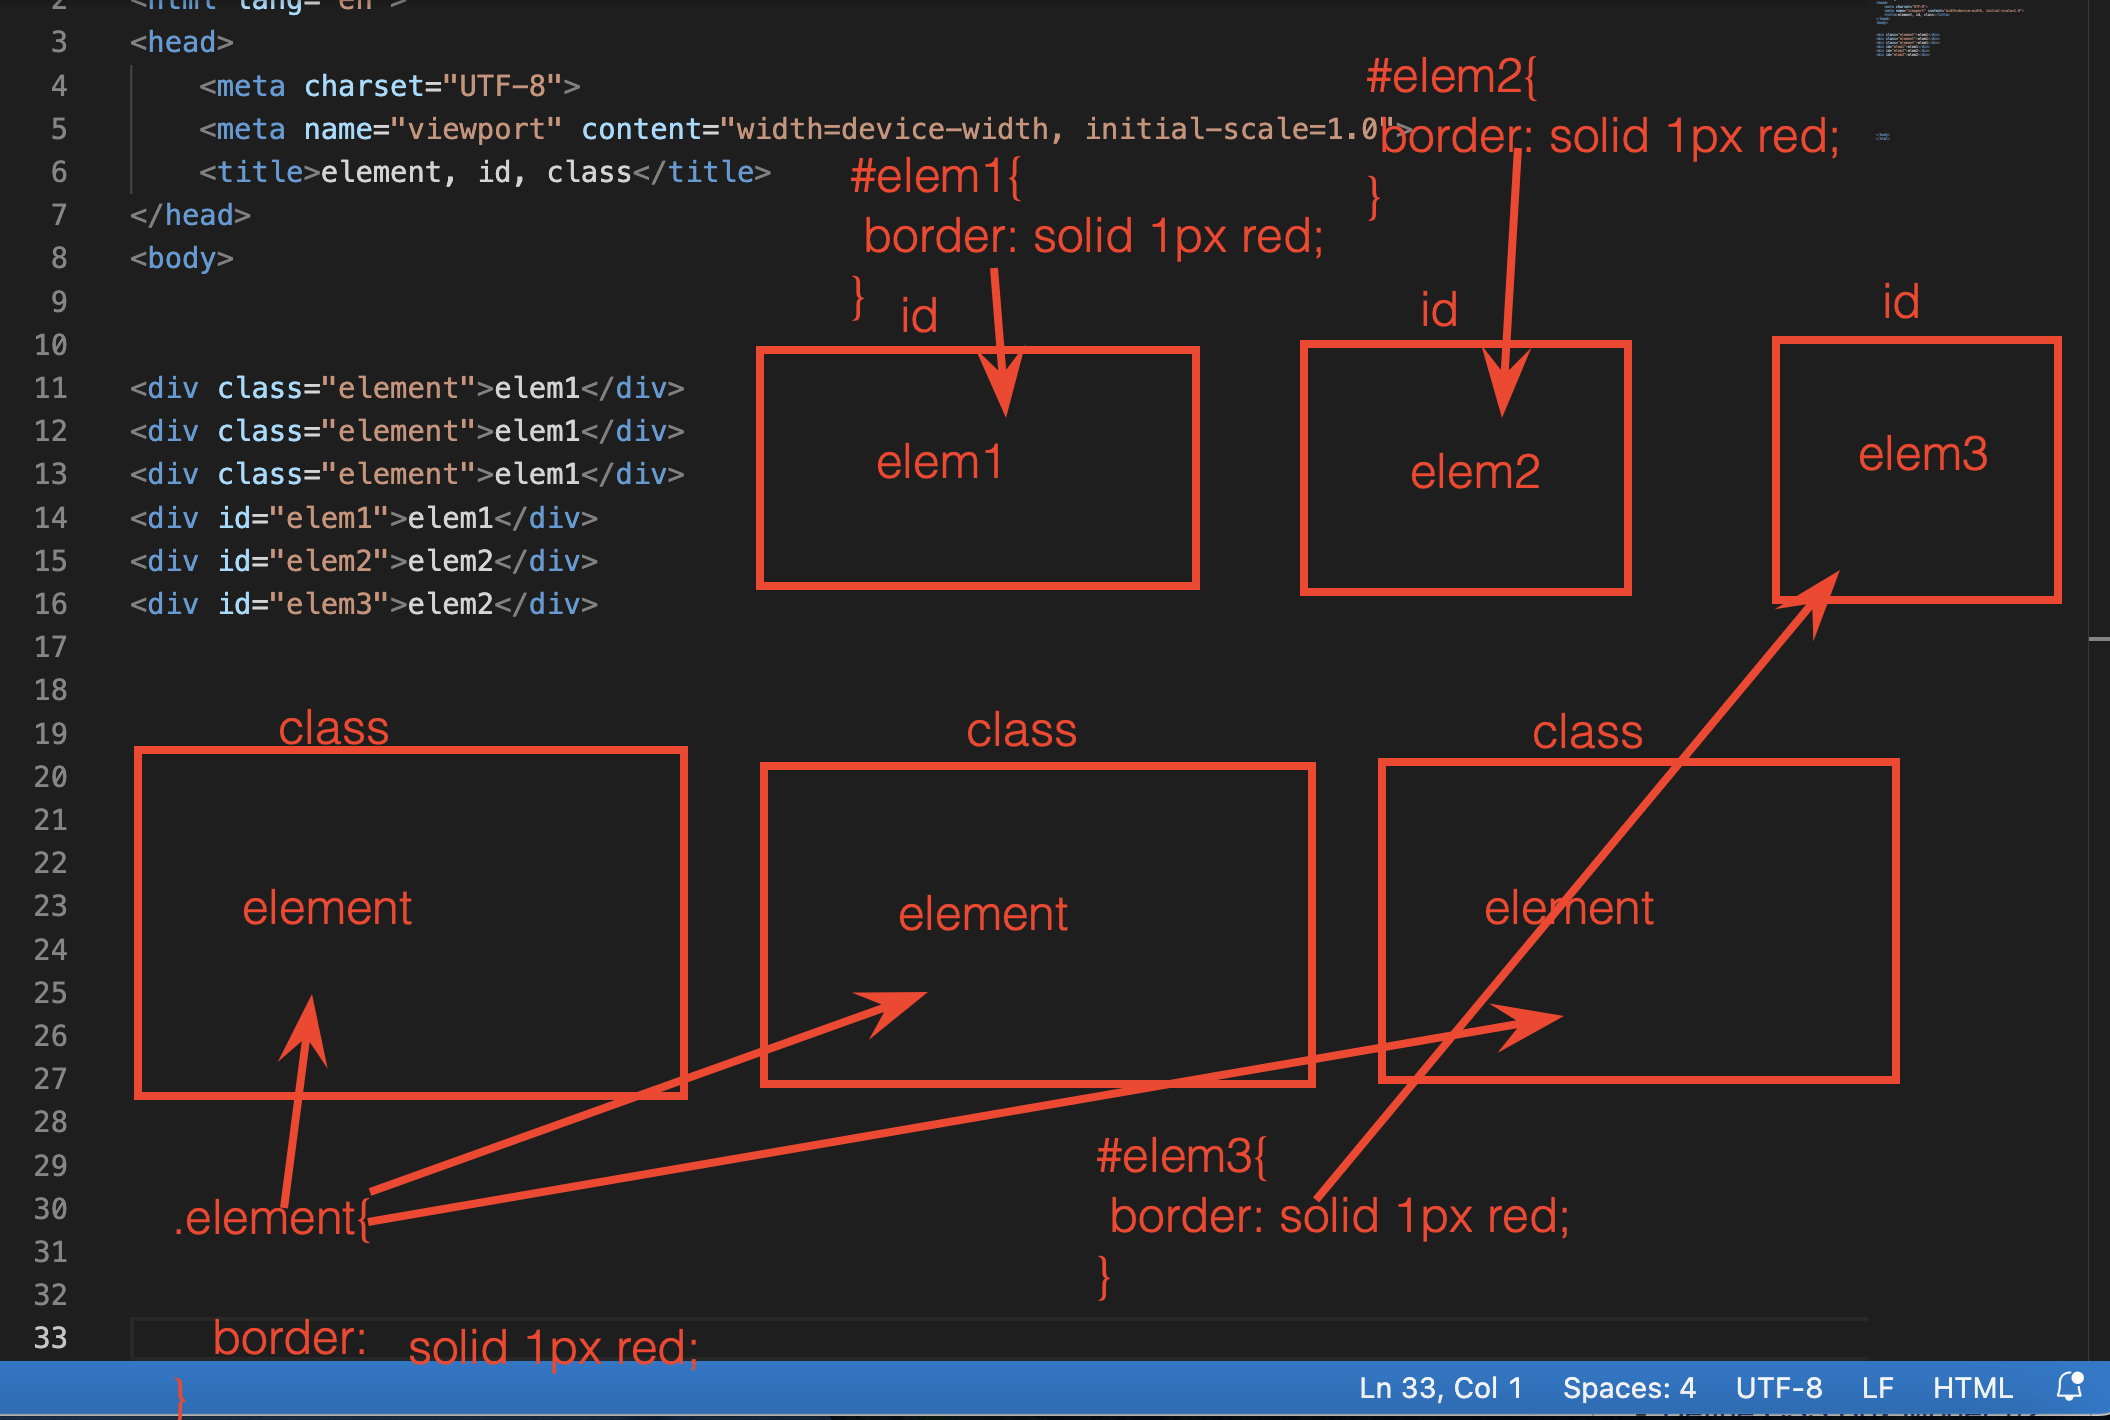 2 <html lang="en">
3 <head>
4 <meta charset="UTF-8">
5 <meta name="viewport" content="width=device-width, initial-scale=1.0">
6 <title>element, id, class</title>
7 </head>
8 <body>
9
10
11 <div class="element">elem1</div>
12 <div class="element">elem1</div>
13 <div class="element">elem1</div>
14 <div id="elem1">elem1</div>
15 <div id="elem2">elem2</div>
16 <div id="elem3">elem2</div>
17
18
19
20
21
22
23
24
25
26
27
28
29
30
31
32
33
#elem1{
border: solid 1px red;
}
#elem2{
border: solid 1px red;
}
id
id
id
elem1
elem2
elem3
class
class
class
element
element
element
.element{
border: solid 1px red;
}
#elem3{
border: solid 1px red;
}
Ln 33, Col 1 Spaces: 4 UTF-8 LF HTML